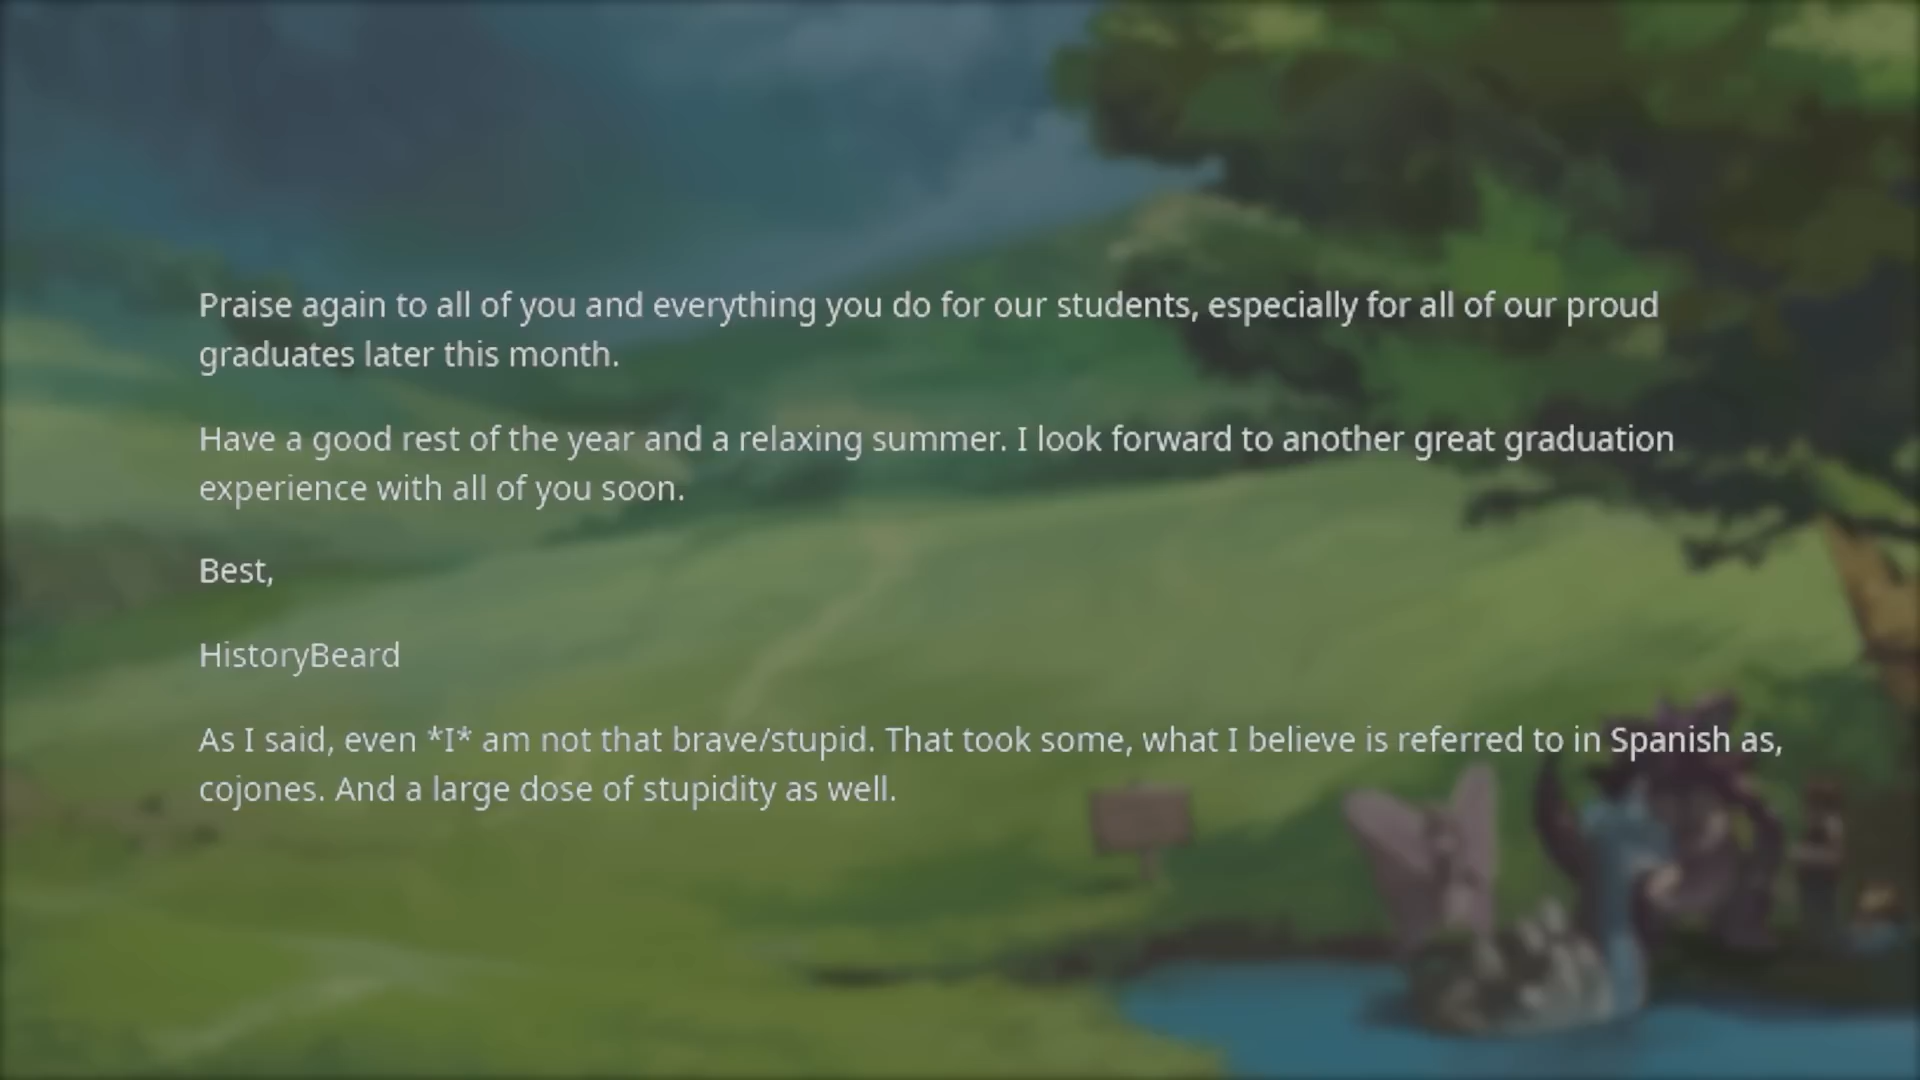 Praise again to all of you and everything you do for our students, especially for all of our proud
graduates later this month.
Have a good rest of the year and a relaxing summer. I look forward to another great graduation
experience with all of you soon.
Best,
HistoryBeard
As I said, even *I* am not that brave/stupid. That took some, what I believe is referred to in Spanish as,
cojones. And a large dose of stupidity as well.